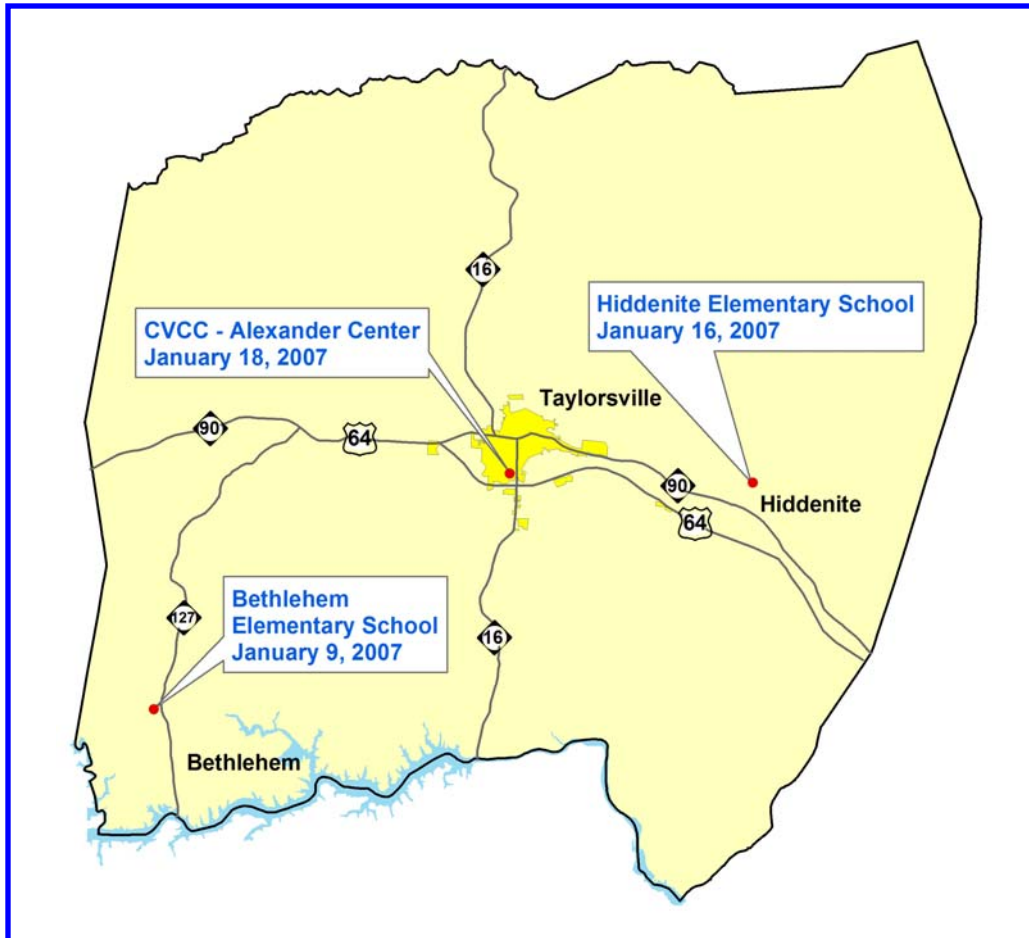 16
Hiddenite Elementary School
January 16, 2007
CVCC - Alexander Center
January 18, 2007
Taylorsville
90
64
90
Hiddenite
64
Bethlehem
Elementary School
January 9, 2007
127
16
Bethlehem